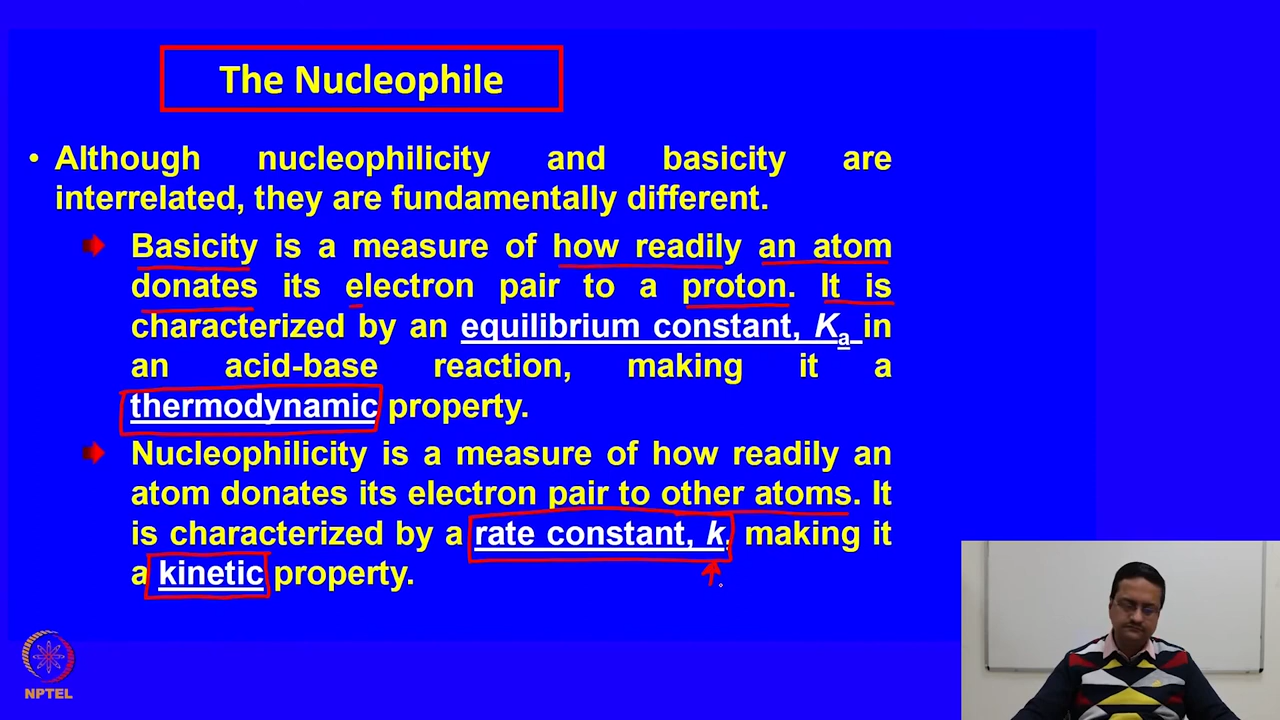 The Nucleophile
• Although nucleophilicity and basicity are
interrelated, they are fundamentally different.
Basicity is a measure of how readily an atom
donates its electron pair to a proton. It is
characterized by an equilibrium constant, Ka in
an acid-base reaction, making it a
thermodynamic property.
Nucleophilicity is a measure of how readily an
atom donates its electron pair to other atoms. It
is characterized by a rate constant, k, making it
a kinetic property.
NPTEL